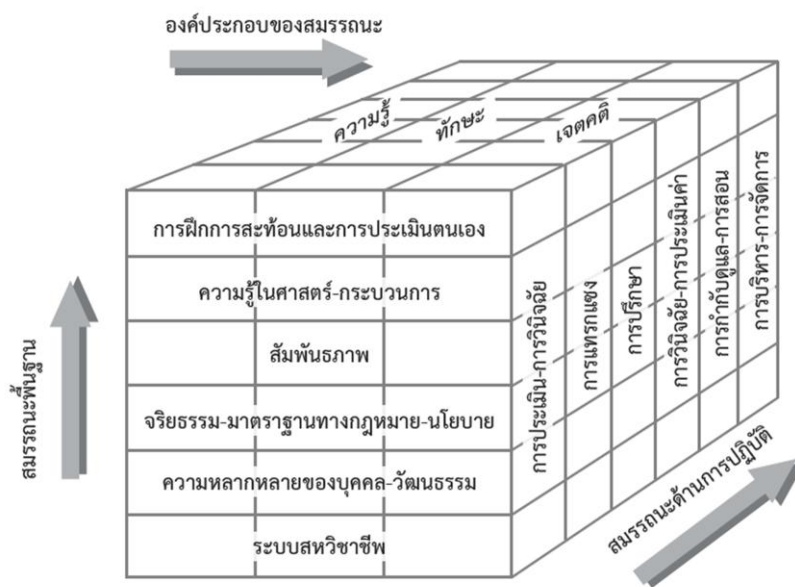 องค์ประกอบของสมรรถนะ
ความรู้
ทักษะ
เจตคติ
การฝึกการสะท้อนและการประเมินตนเอง
ความรู้ในศาสตร์-กระบวนการ
สัมพันธภาพ
จริยธรรม-มาตราฐานทางกฎหมาย-นโยบาย
ความหลากหลายของบุคคล-วัฒนธรรม
ระบบสหวิชาชีพ
สมรรถนะพื้นฐาน
การประเมิน-การวินิจฉัย
การแทรกแซง
การปรึกษา
การวินิจฉัย-การประเมินค่า
การกำกับดูแล-การสอน
การบริหาร-การจัดการ
สมรรถนะด้านการปฏิบัติ